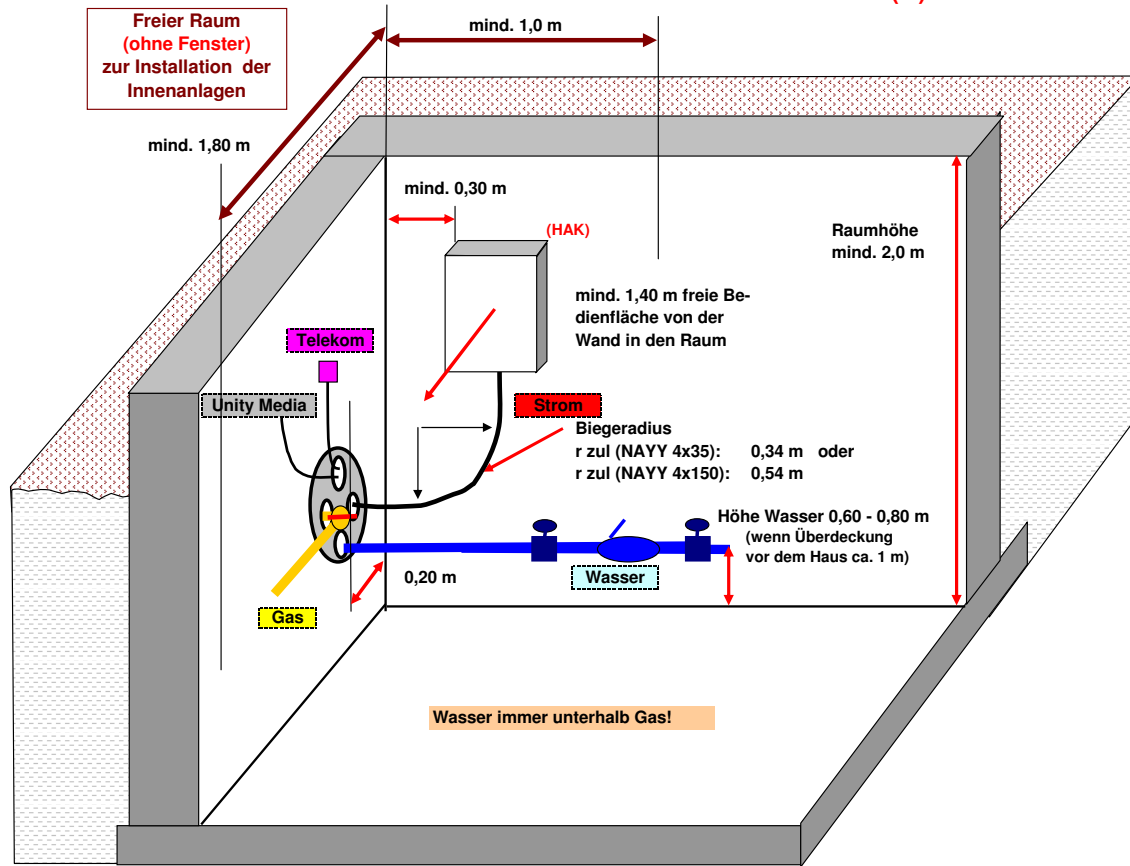 Freier Raum
(ohne Fenster)
zur Installation der
Innenanlagen
mind. 1,0 m
mind. 1,80 m
mind. 0,30 m
(HAK)
Raumhöhe
mind. 2,0 m
mind. 1,40 m freie Be-
dienfläche von der
Wand in den Raum
Telekom
Unity Media
Strom
Biegeradius
r zul (NAYY 4x35): 0,34 m oder
r zul (NAYY 4x150): 0,54 m
Höhe Wasser 0,60 - 0,80 m
(wenn Überdeckung
vor dem Haus ca. 1 m)
0,20 m
Wasser
Gas
Wasser immer unterhalb Gas!